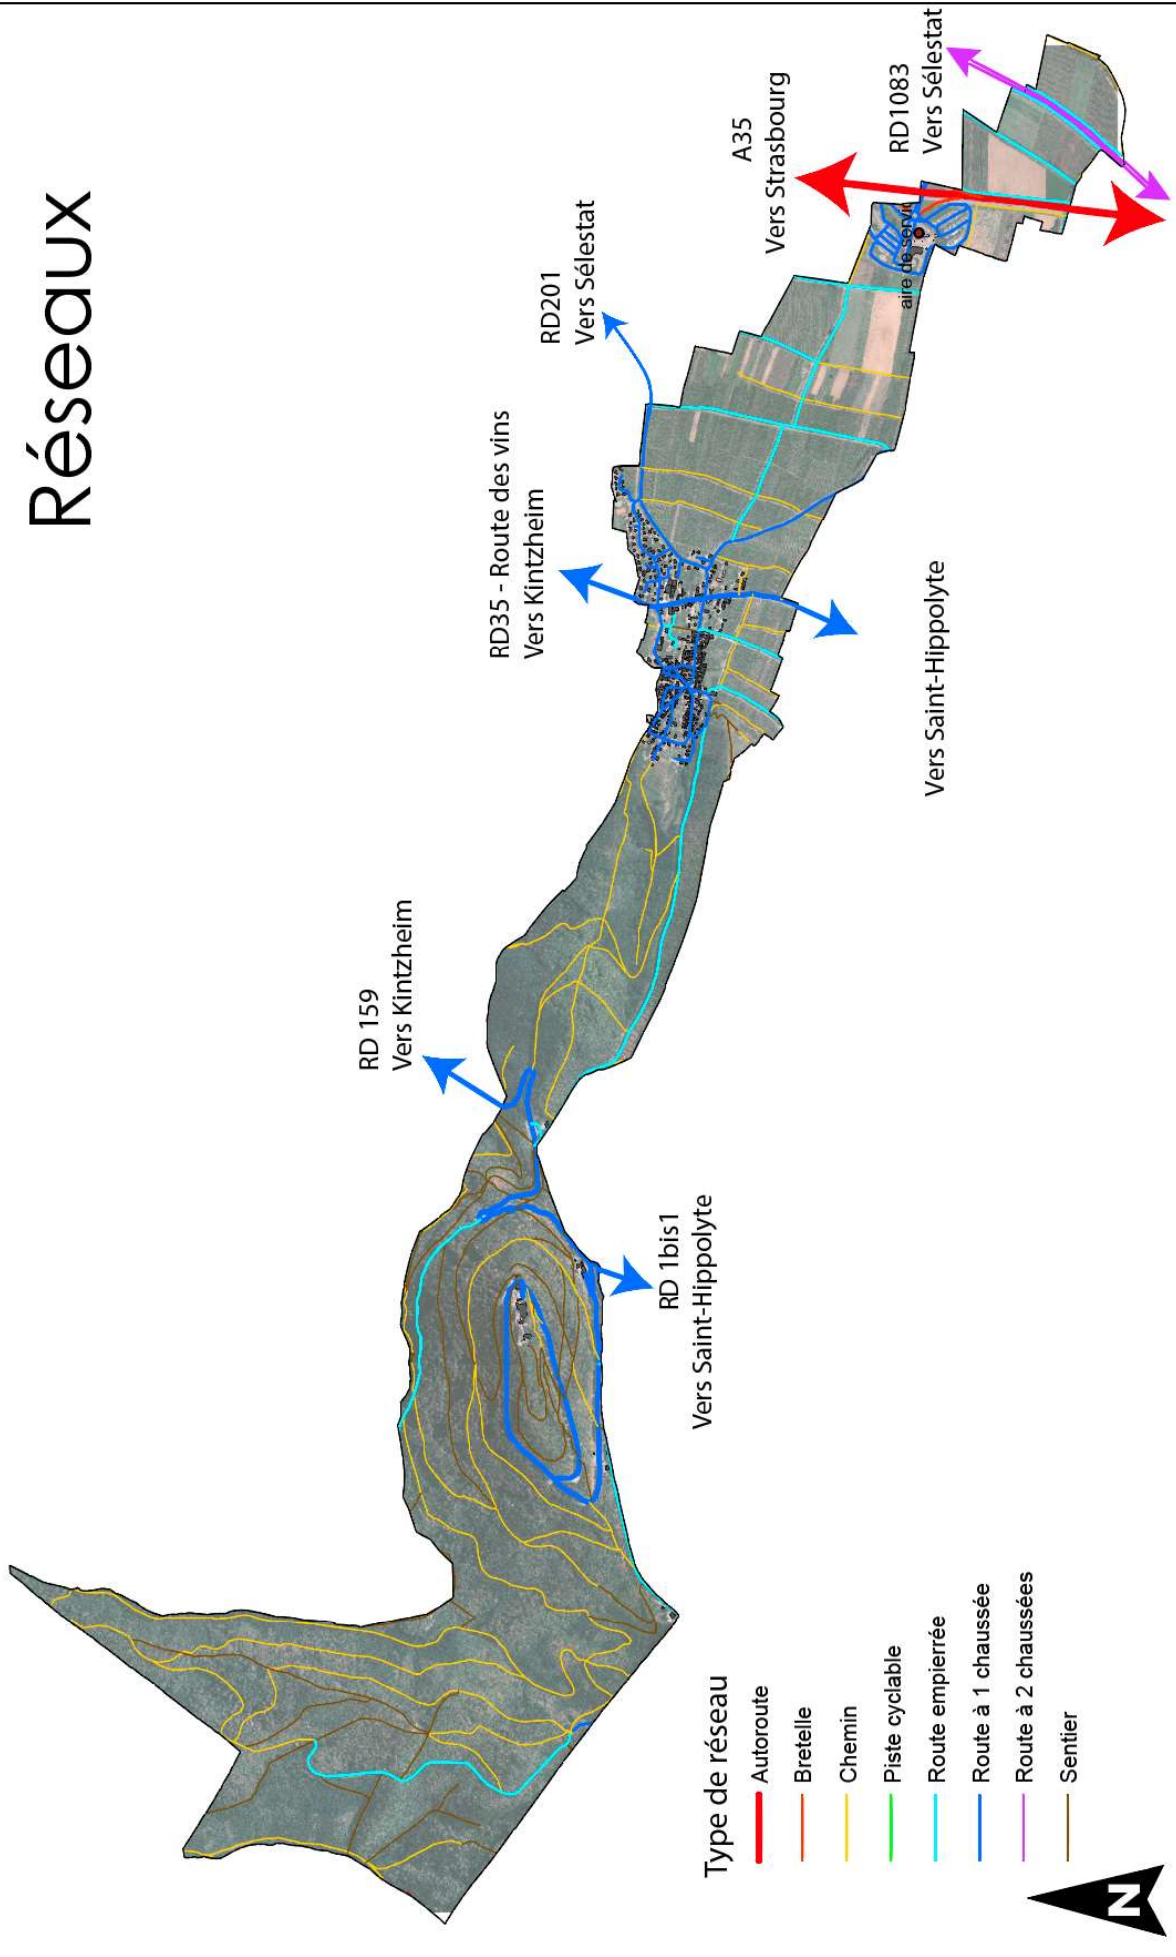 Réseaux
RD 159
Vers Kintzheim
RD35 - Route des vins
Vers Kintzheim
RD201
Vers Sélestat
A35
Vers Strasbourg
RD1083
Vers Sélestat
aire de servic
RD 1bis1
Vers Saint-Hippolyte
Vers Saint-Hippolyte
Type de réseau
Autoroute
Bretelle
Chemin
Piste cyclable
Route empierrée
Route à 1 chaussée
Route à 2 chaussées
Sentier
N